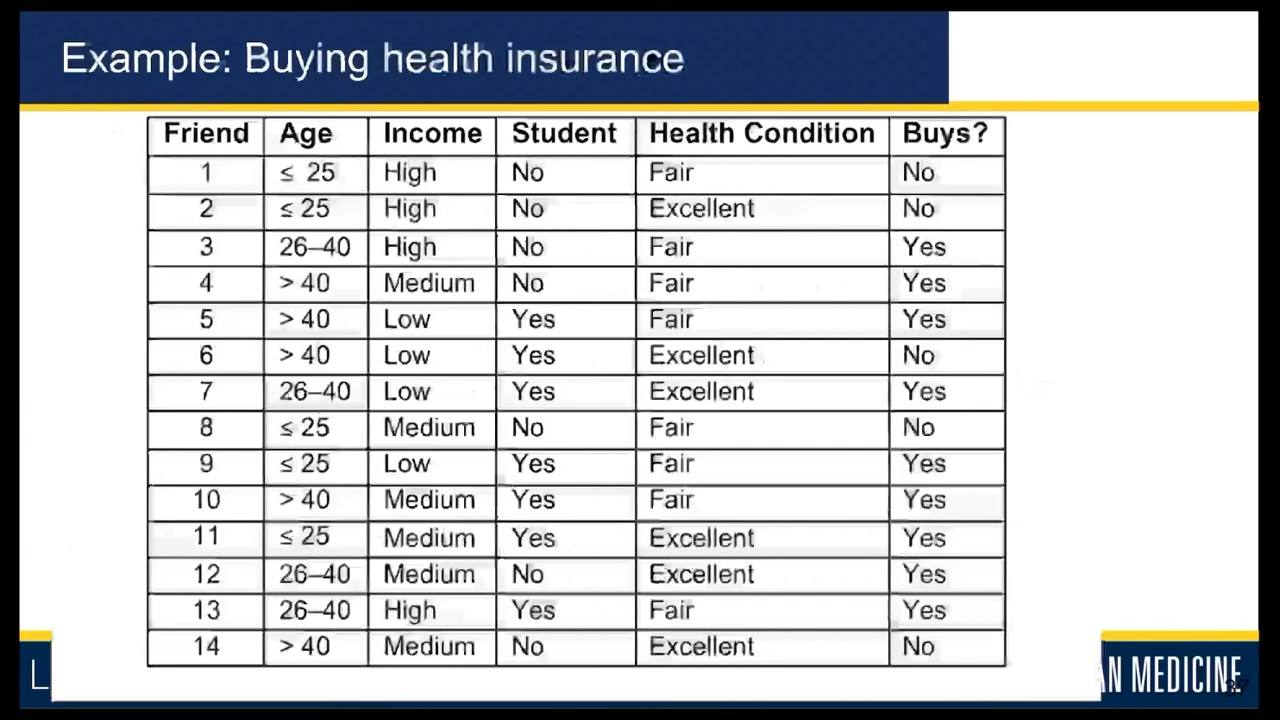 Example: Buying health insurance
Friend Age Income Student Health Condition Buys?
1 ≤ 25 High No Fair No
2 ≤ 25 High No Excellent No
3 26–40 High No Fair Yes
4 > 40 Medium No Fair Yes
5 > 40 Low Yes Fair Yes
6 > 40 Low Yes Excellent No
7 26–40 Low Yes Excellent Yes
8 ≤ 25 Medium No Fair No
9 ≤ 25 Low Yes Fair Yes
10 > 40 Medium Yes Fair Yes
11 ≤ 25 Medium Yes Excellent Yes
12 26–40 Medium No Excellent Yes
13 26–40 High Yes Fair Yes
14 > 40 Medium No Excellent No
L AN MEDICINE